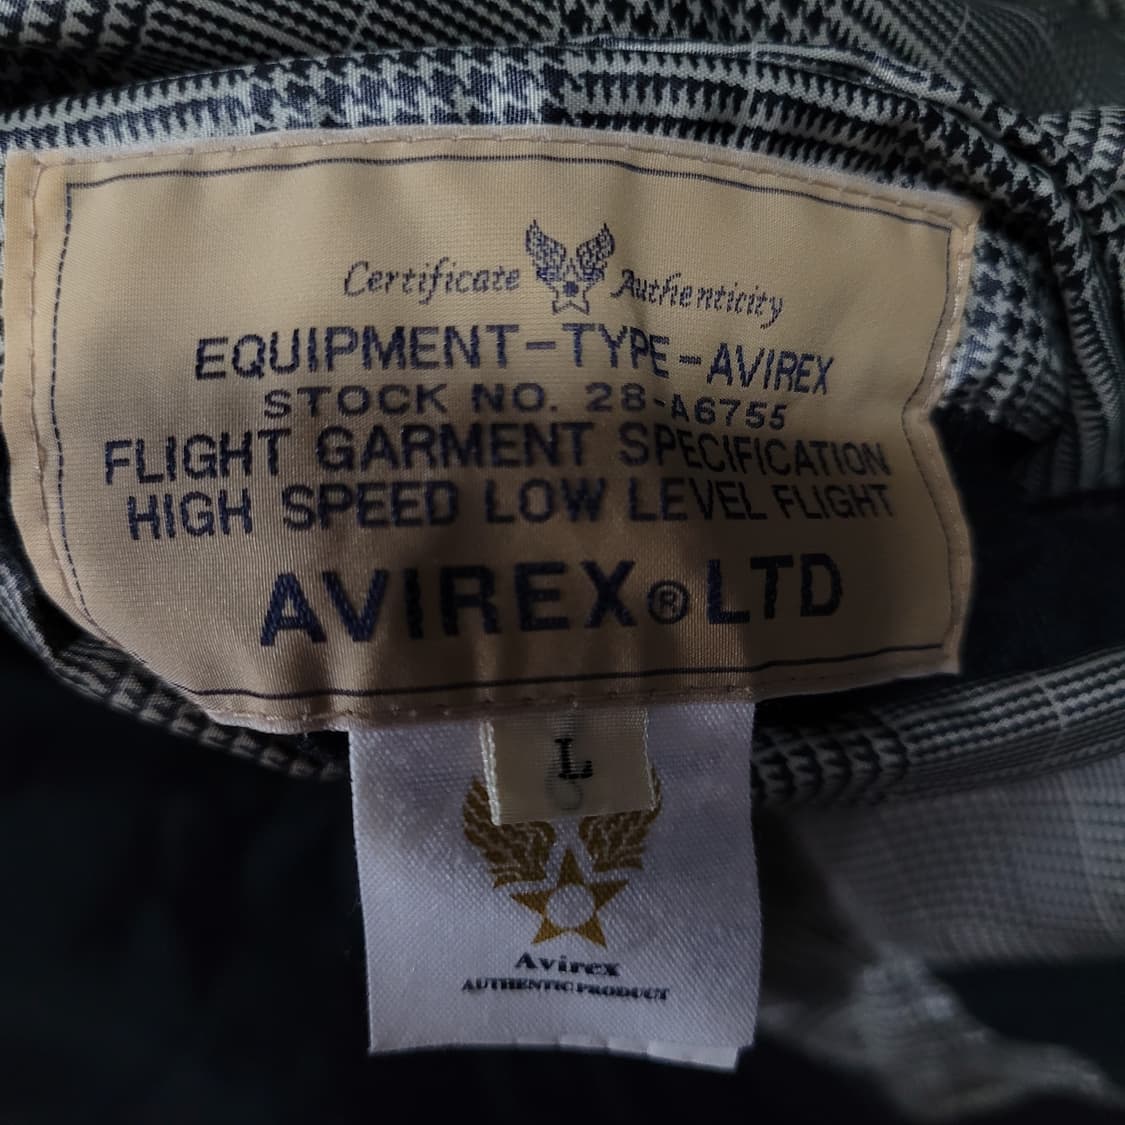 Certificate Authenticity
EQUIPMENT-TYPE-AVIREX
STOCK NO. 28-A6755
FLIGHT GARMENT SPECIFICATION
HIGH SPEED LOW LEVEL FLIGHT
AVIREX® LTD
L
Avirex
AUTHENTIC PRODUCT